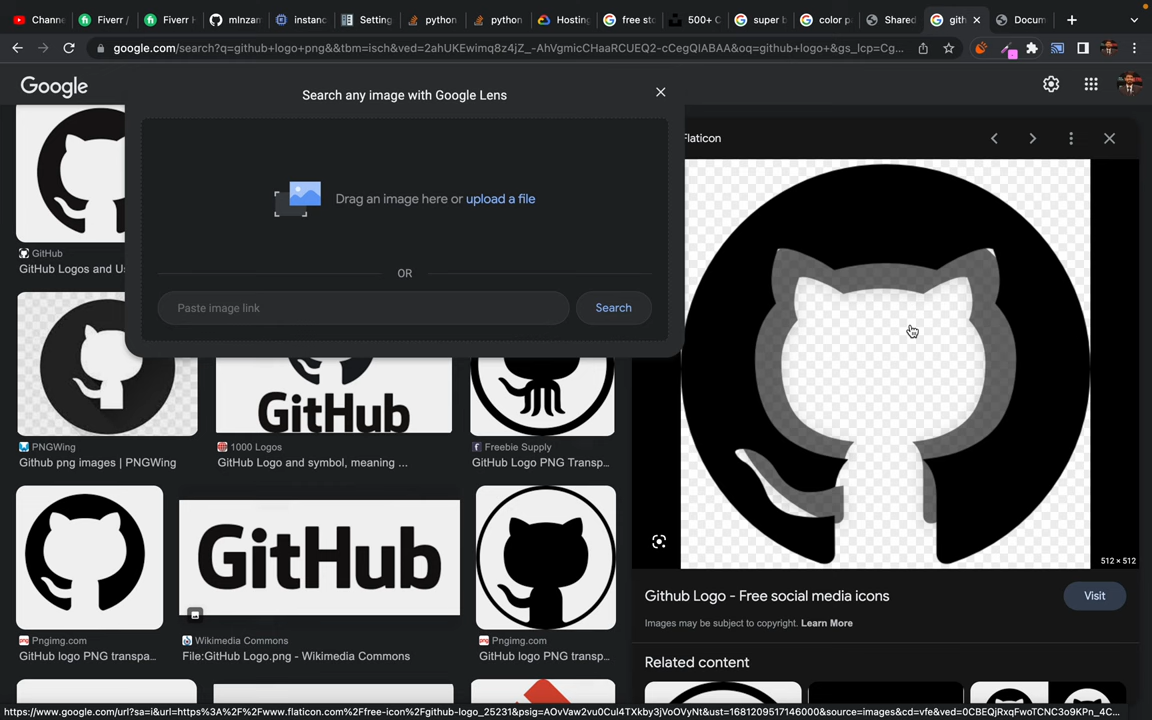 Channe
Fiverr /
Fiverr H
mInzam
instanc
Setting
python
python
Hosting
free sto
500+ C
super b
color p
Shared
gith
Docum
google.com/search?q=github+logo+png&&tbm=isch&ved=2ahUKEwimq8z4jZ_-AhVgmicCHaaRCUEQ2-cCegQIABAA&oq=github+logo+&gs_lcp=Cg...
Google
Search any image with Google Lens
Drag an image here or upload a file
OR
Paste image link
Search
Flaticon
GitHub
GitHub Logos and Us
PNGWing
Github png images | PNGWing
GitHub
1000 Logos
GitHub Logo and symbol, meaning ...
Freebie Supply
GitHub Logo PNG Transp...
512 × 512
Github Logo - Free social media icons
Visit
Images may be subject to copyright. Learn More
Related content
GitHub
Pngimg.com
GitHub logo PNG transpa...
Wikimedia Commons
File:GitHub Logo.png - Wikimedia Commons
Pngimg.com
GitHub logo PNG transp...
https://www.google.com/url?sa=i&url=https%3A%2F%2Fwww.flaticon.com%2Ffree-icon%2Fgithub-logo_25231&psig=AOvVaw2vu0Cul4TXkby3jVoOVyNt&ust=1681209517146000&source=images&cd=vfe&ved=0CBEQjRxqFwoTCNC3o9KPn_4C...